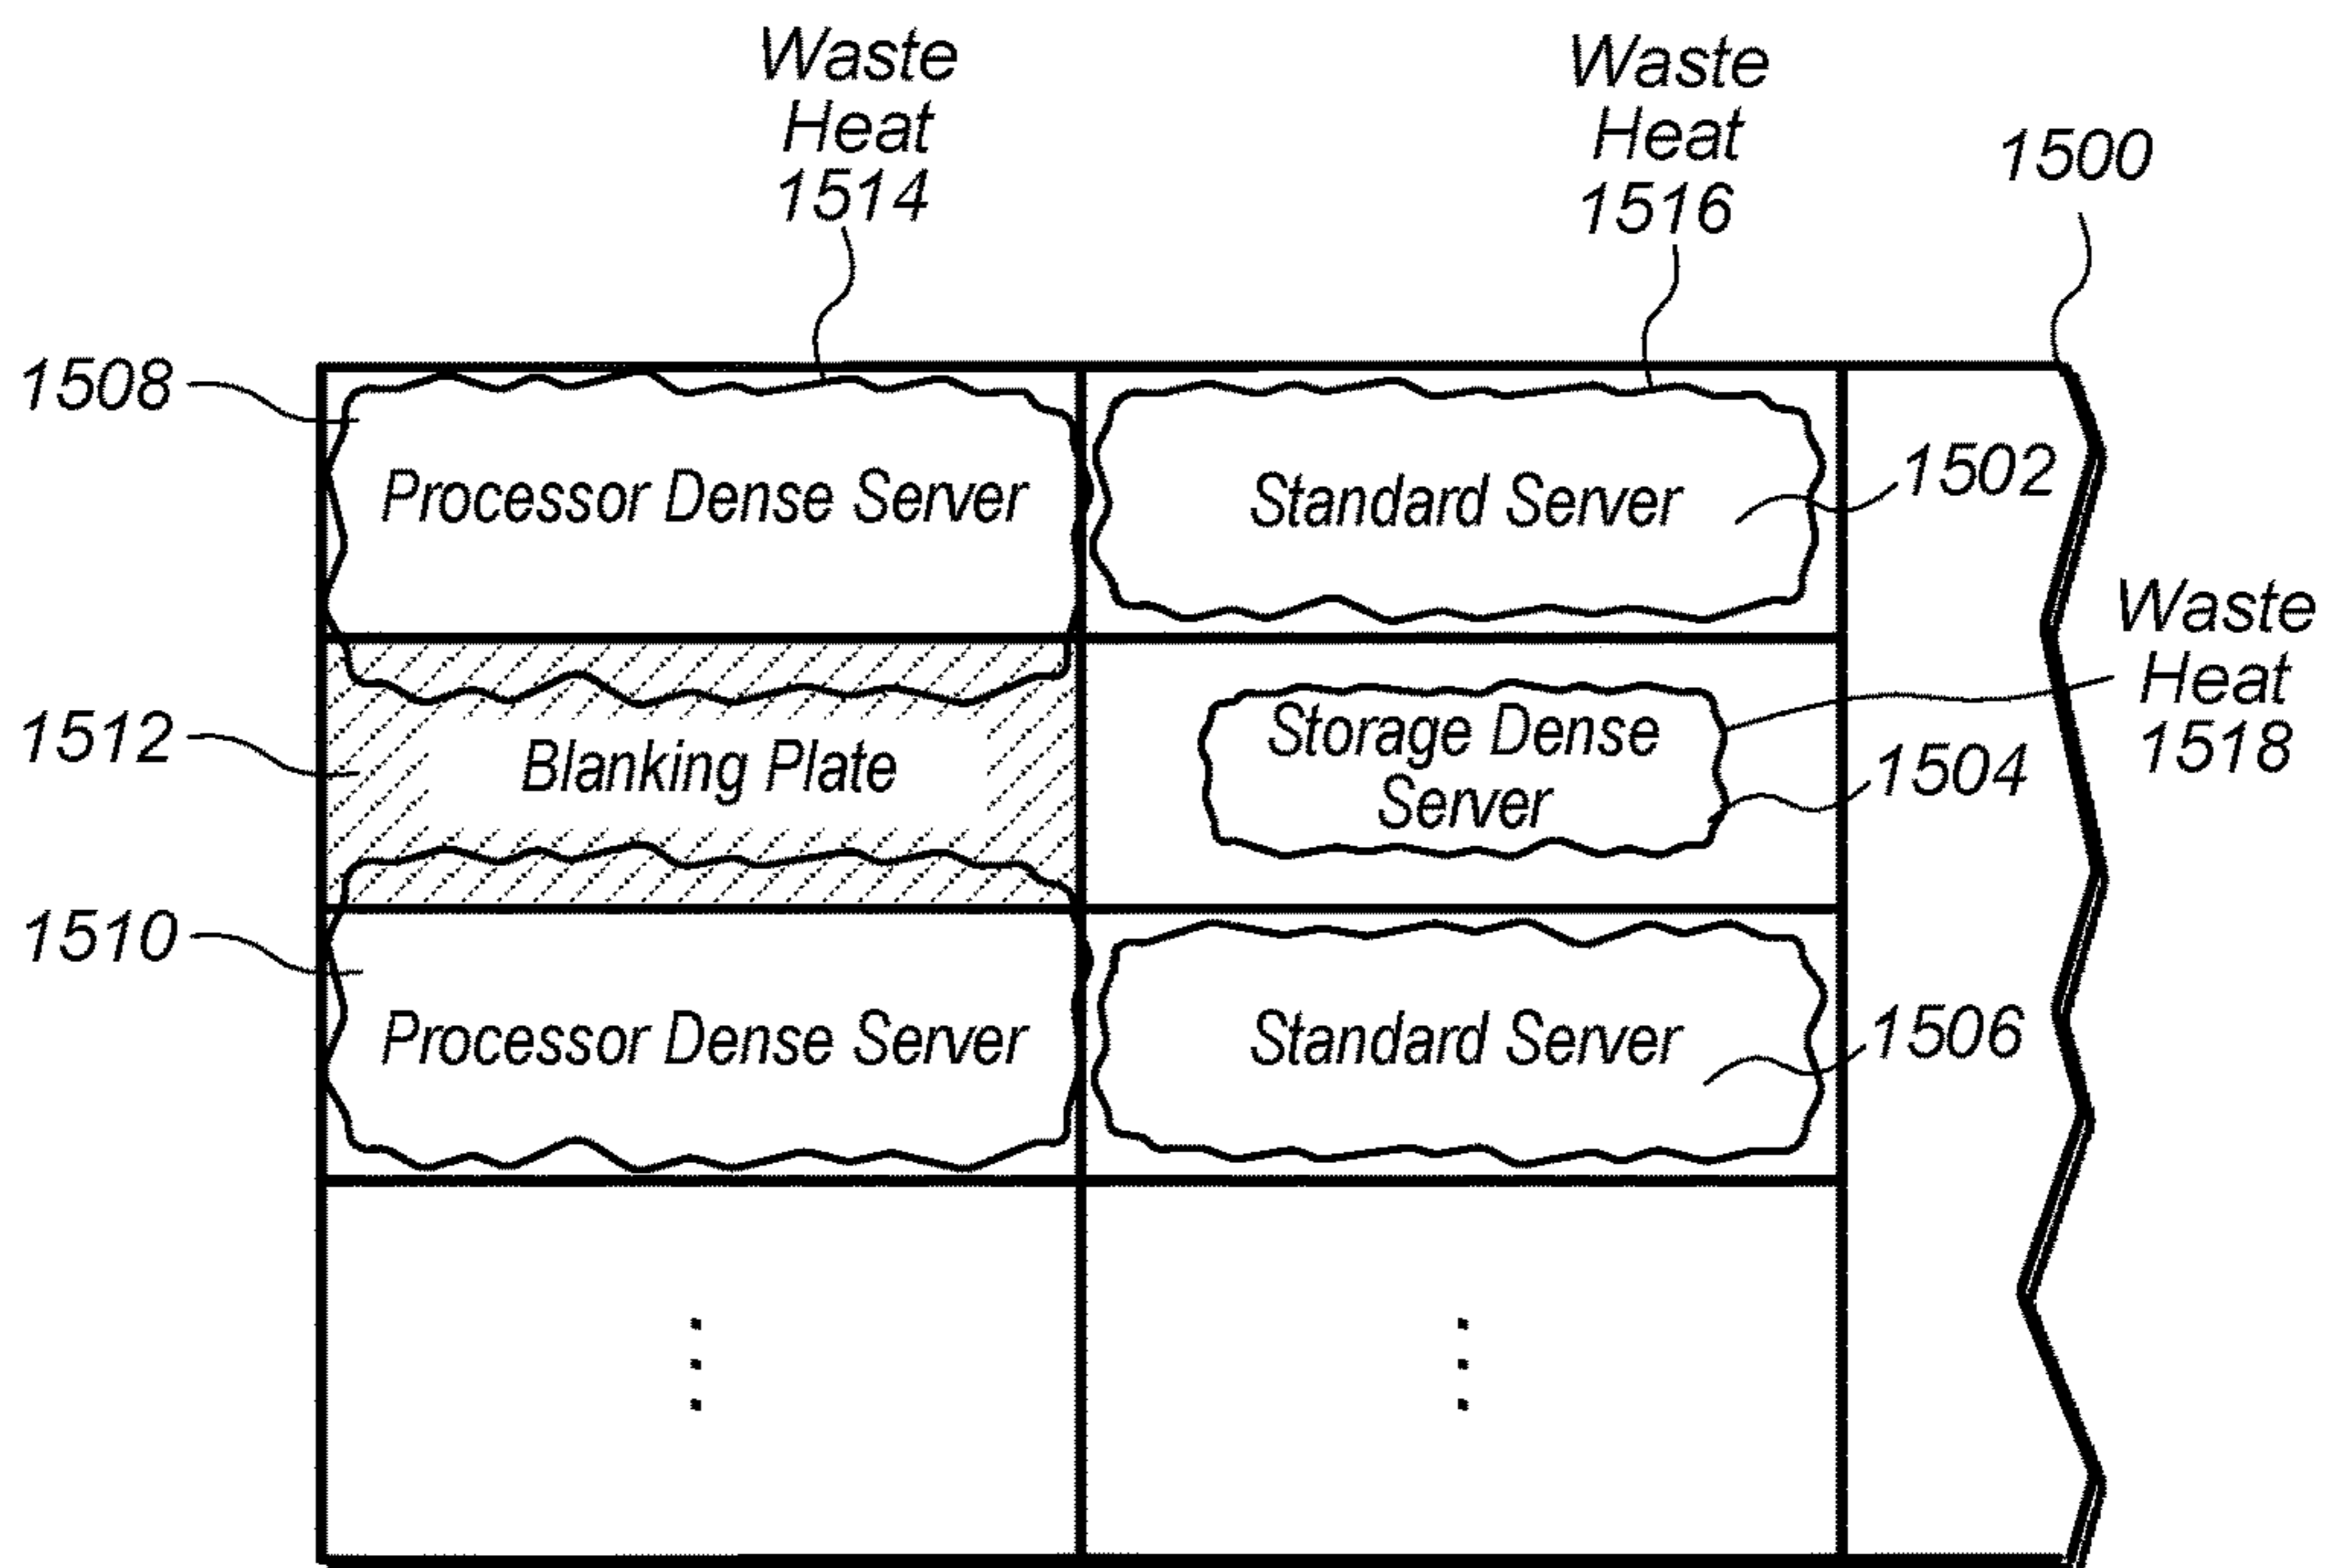 Waste
Heat
1514
Waste
Heat
1516
1500
1508
Processor Dense Server
Standard Server
1502
Waste
Heat
1518
1512
Blanking Plate
Storage Dense
Server
1504
1510
Processor Dense Server
Standard Server
1506